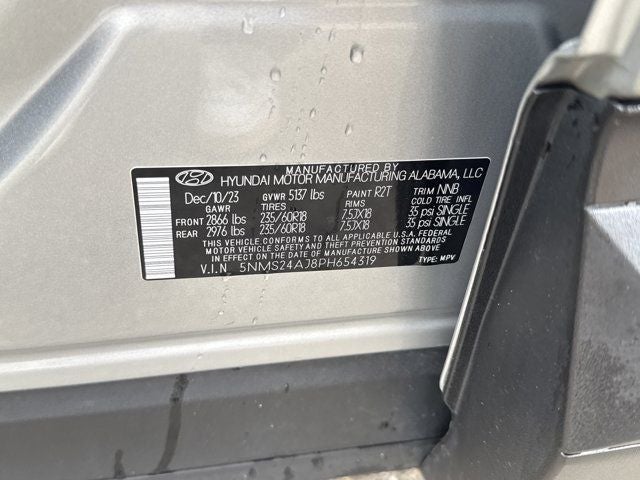 MANUFACTURED BY
HYUNDAI MOTOR MANUFACTURING ALABAMA, LLC
Dec/10/23 GVWR 5137 lbs PAINT R2T TRIM NNB
GAWR TIRES RIMS COLD TIRE INFL
FRONT 2866 lbs 235/60R18 7.5JX18 35 psi SINGLE
REAR 2976 lbs 235/60R18 7.5JX18 35 psi SINGLE
THIS VEHICLE CONFORMS TO ALL APPLICABLE U.S.A. FEDERAL
MOTOR VEHICLE SAFETY AND THEFT PREVENTION STANDARDS
IN EFFECT ON THE DATE OF MANUFACTURE SHOWN ABOVE.
V.I.N. 5NMS24AJ8PH654319 TYPE: MPV